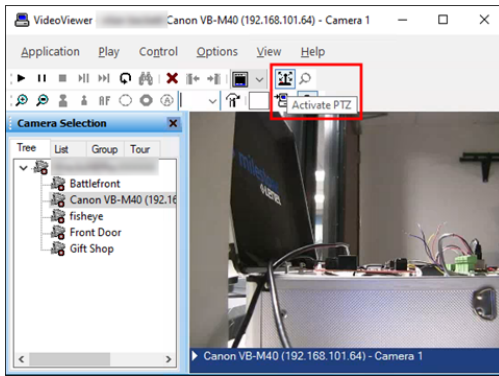 VideoViewer Canon VB-M40 (192.168.101.64) - Camera 1
Application Play Control Options View Help
AF A
Activate PTZ
Camera Selection
Tree List Group Tour
Battlefront
Canon VB-M40 (192.16
fisheye
Front Door
Gift Shop
Canon VB-M40 (192.168.101.64) - Camera 1